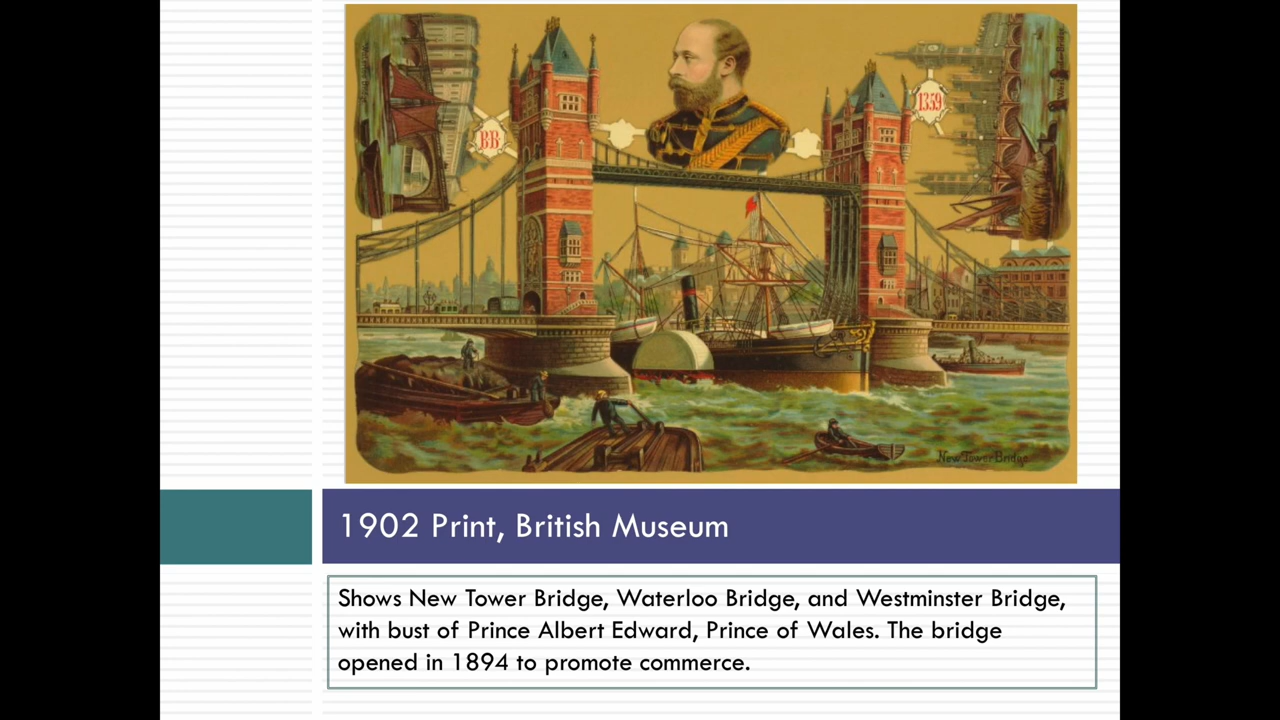 BB
1359
New Tower Bridge
1902 Print, British Museum
Shows New Tower Bridge, Waterloo Bridge, and Westminster Bridge,
with bust of Prince Albert Edward, Prince of Wales. The bridge
opened in 1894 to promote commerce.